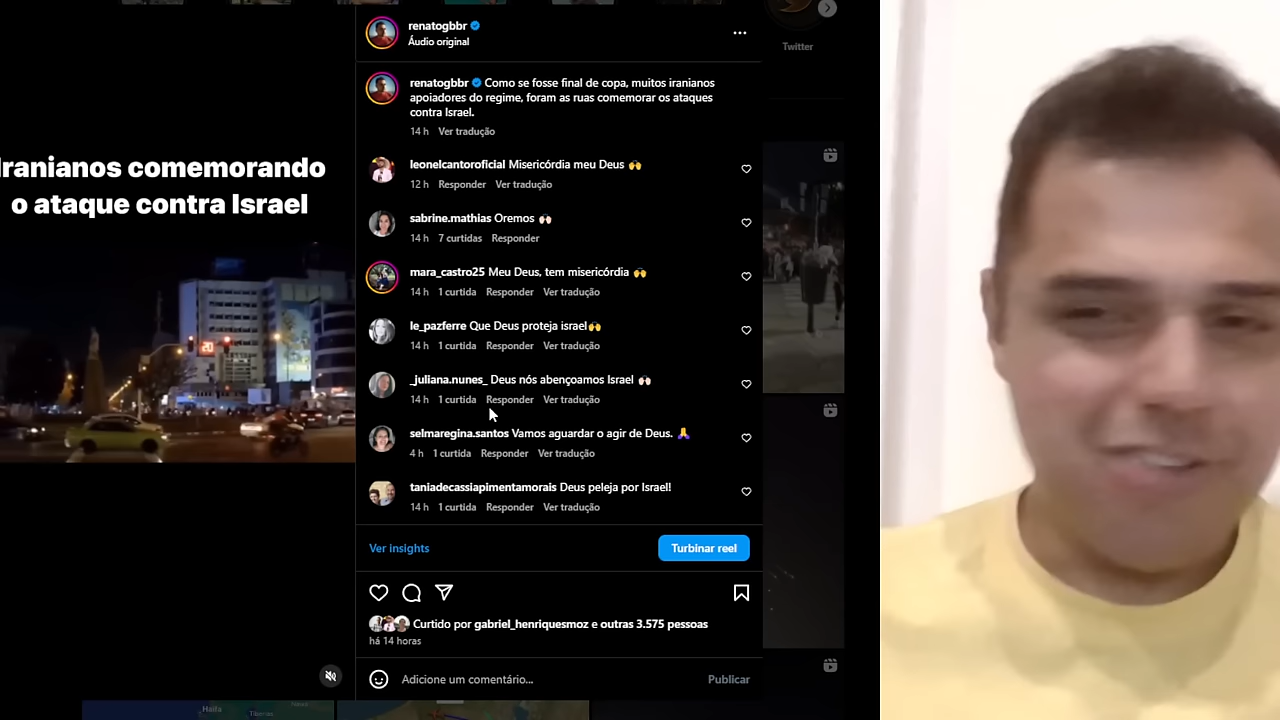 Iranianos comemorando
o ataque contra Israel
20
renatogbbr
Áudio original
renatogbbr Como se fosse final de copa, muitos iranianos
apoiadores do regime, foram as ruas comemorar os ataques
contra Israel.
14 h Ver tradução
leonelcantoroficial Misericórdia meu Deus 🙌
12 h Responder Ver tradução
sabrine.mathias Oremos 🙌🏻
14 h 7 curtidas Responder
mara_castro25 Meu Deus, tem misericórdia 🙌
14 h 1 curtida Responder Ver tradução
le_pazferre Que Deus proteja israel🙌
14 h 1 curtida Responder Ver tradução
_juliana.nunes_ Deus nós abençoamos Israel 🙌🏻
14 h 1 curtida Responder Ver tradução
selmaregina.santos Vamos aguardar o agir de Deus. 🙏
4 h 1 curtida Responder Ver tradução
taniadecassiapimentamorais Deus peleja por Israel!
14 h 1 curtida Responder Ver tradução
Ver insights
Turbinar reel
Curtido por gabriel_henriquesmoz e outras 3.575 pessoas
há 14 horas
Adicione um comentário...
Publicar
Twitter
Haifa
Tiberias